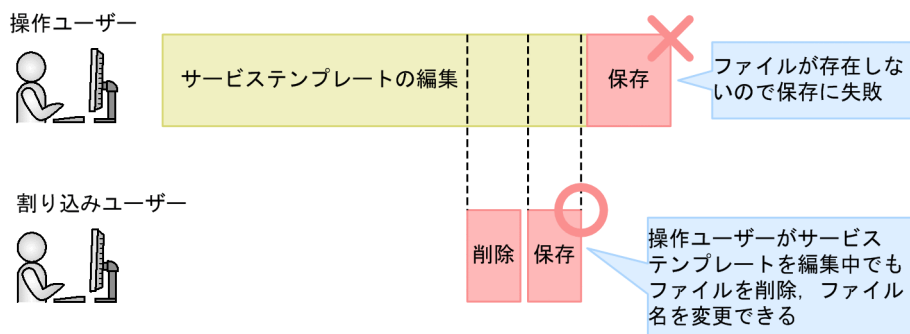 操作ユーザー
サービステンプレートの編集
保存
ファイルが存在しな
いので保存に失敗
割り込みユーザー
削除
保存
操作ユーザーがサービス
テンプレートを編集中でも
ファイルを削除，ファイル
名を変更できる